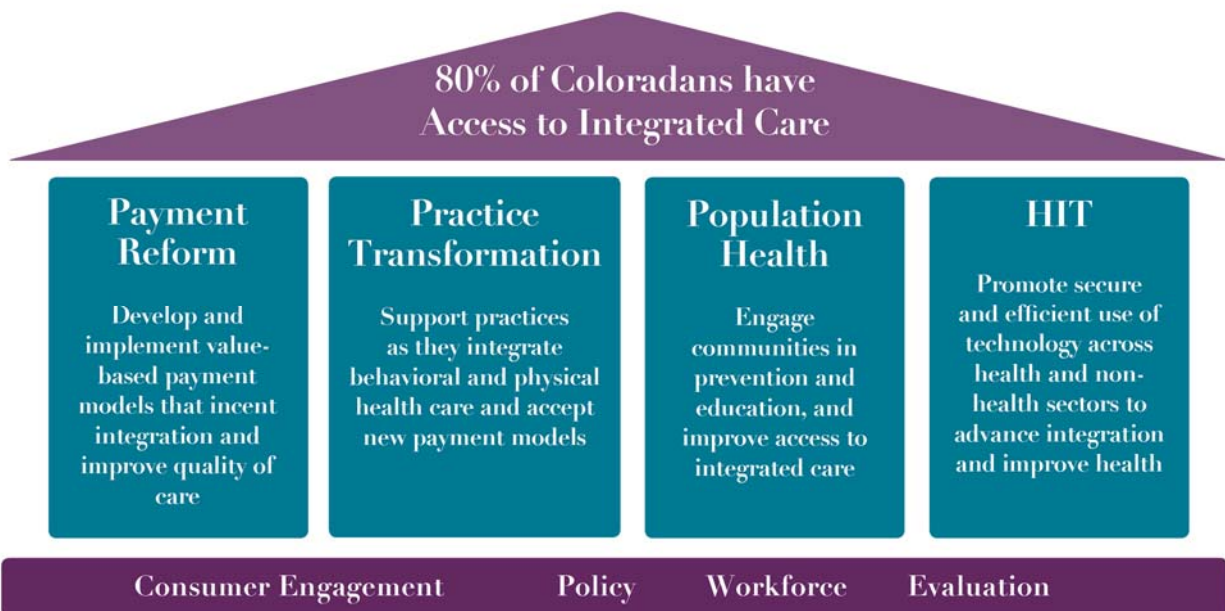 80% of Coloradans have
Access to Integrated Care
Payment
Reform
Develop and
implement value-
based payment
models that incent
integration and
improve quality of
care
Practice
Transformation
Support practices
as they integrate
behavioral and physical
health care and accept
new payment models
Population
Health
Engage
communities in
prevention and
education, and
improve access to
integrated care
HIT
Promote secure
and efficient use of
technology across
health and non-
health sectors to
advance integration
and improve health
Consumer Engagement Policy Workforce Evaluation